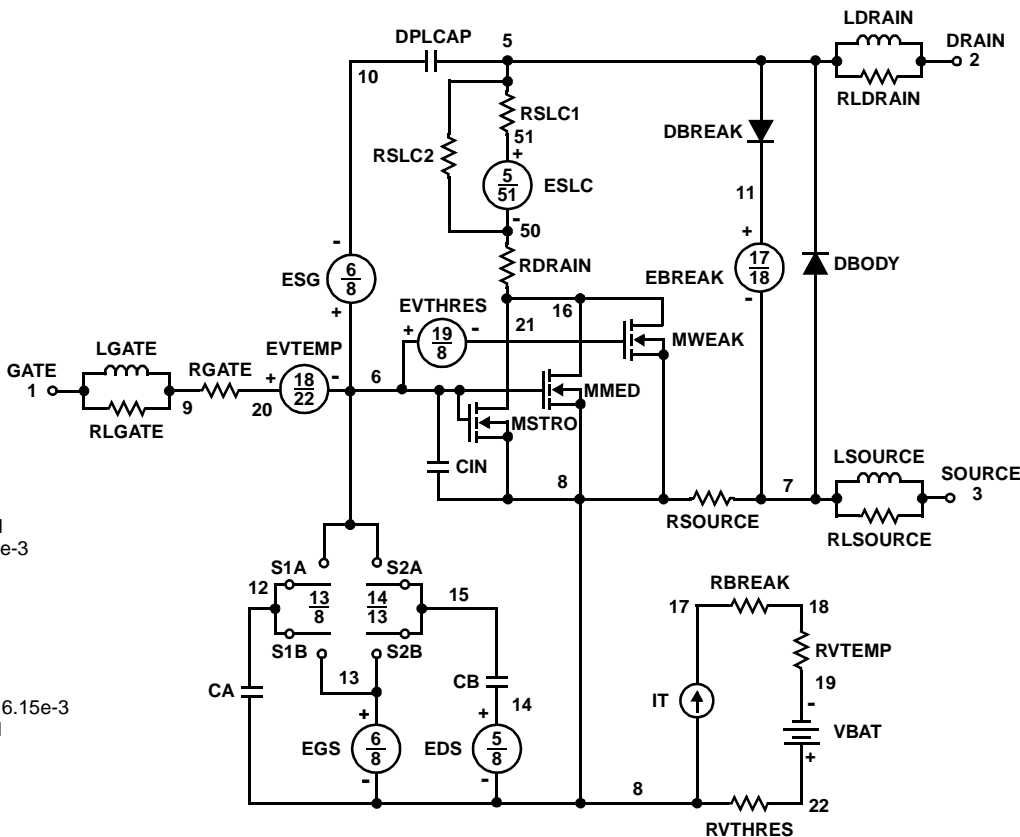 LDRAIN
DPLCAP
5
DRAIN
2
10
RLDRAIN
RSLC1
51
DBREAK
RSLC2
+
5
51
ESLC
11
-
50
-
+
RDRAIN
17
18
EBREAK
DBODY
6
8
ESG
EVTHRES
16
-
+
19
8
-
21
+
MWEAK
LGATE
EVTEMP
GATE
1
RGATE
+
18
22
-
6
MMED
9
20
RLGATE
MSTRO
LSOURCE
CIN
8
7
SOURCE
3
RSOURCE
RLSOURCE
e-3
S1A
S2A
RBREAK
12
13
8
14
13
15
17
18
RVTEMP
S1B
S2B
13
CB
19
CA
6.15e-3
14
IT
-
+
+
VBAT
EGS
6
8
EDS
5
8
+
-
-
8
22
RVTHRES